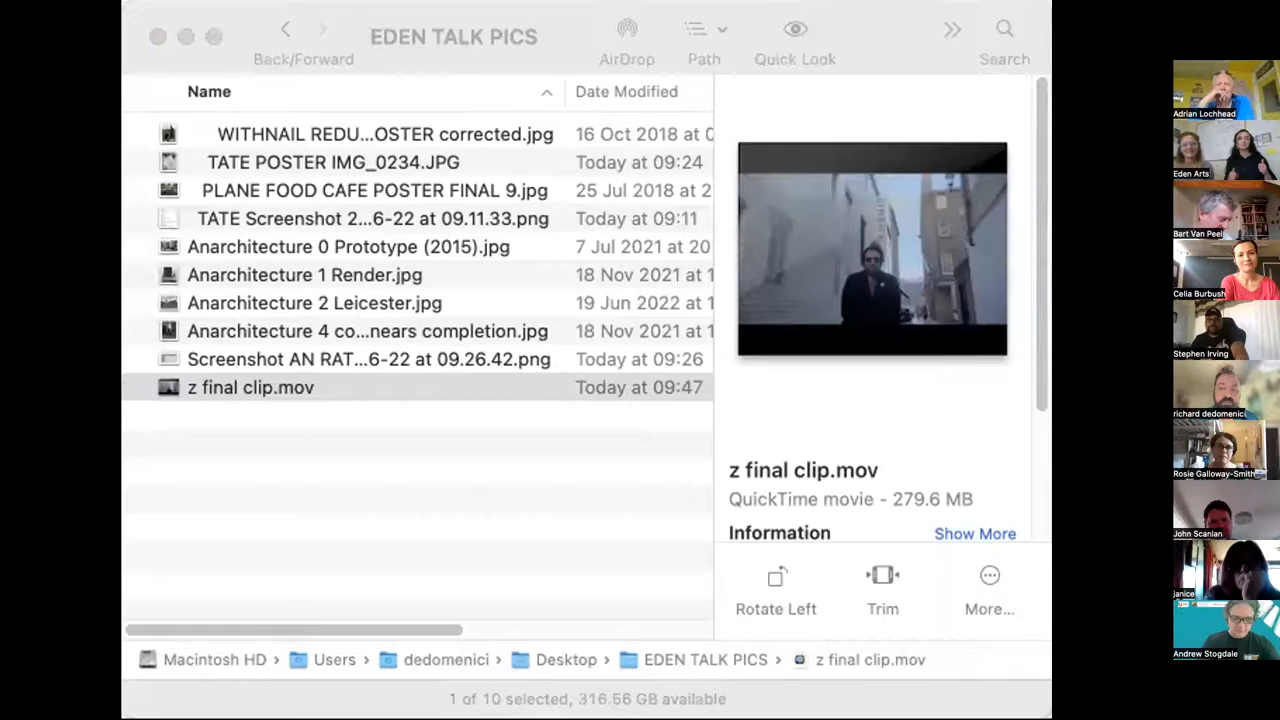 EDEN TALK PICS
Back/Forward
AirDrop
Path
Quick Look
Search
Name
Date Modified
WITHNAIL REDU...OSTER corrected.jpg 16 Oct 2018 at 0
TATE POSTER IMG_0234.JPG Today at 09:24
PLANE FOOD CAFE POSTER FINAL 9.jpg 25 Jul 2018 at 2
TATE Screenshot 2...6-22 at 09.11.33.png Today at 09:11
Anarchitecture 0 Prototype (2015).jpg 7 Jul 2021 at 20
Anarchitecture 1 Render.jpg 18 Nov 2021 at 1
Anarchitecture 2 Leicester.jpg 19 Jun 2022 at 1
Anarchitecture 4 co...nears completion.jpg 18 Nov 2021 at 1
Screenshot AN RAT...6-22 at 09.26.42.png Today at 09:26
z final clip.mov Today at 09:47
z final clip.mov
QuickTime movie - 279.6 MB
Information Show More
Rotate Left
Trim
More...
Macintosh HD › Users › dedomenici › Desktop › EDEN TALK PICS › z final clip.mov
1 of 10 selected, 316.56 GB available
Adrian Lochhead
Eden Arts
Bart Van Peel
Celia Burbush
Stephen Irving
richard dedomenici
Rosie Galloway-Smith
John Scanlan
janice
Andrew Stogdale